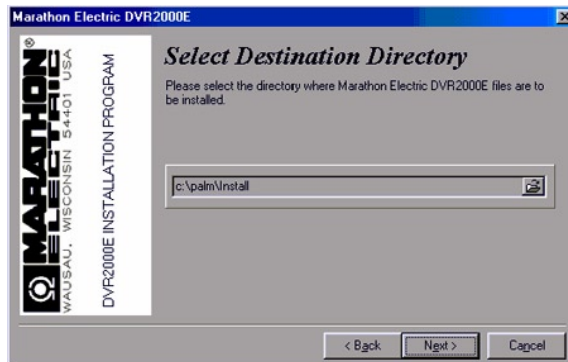 Marathon Electric DVR2000E
MARATHON®
ELECTRIC
WAUSAU, WISCONSIN 54401 USA
DVR2000E INSTALLATION PROGRAM
Select Destination Directory
Please select the directory where Marathon Electric DVR2000E files are to
be installed.
c:\palm\Install
< Back
Next >
Cancel